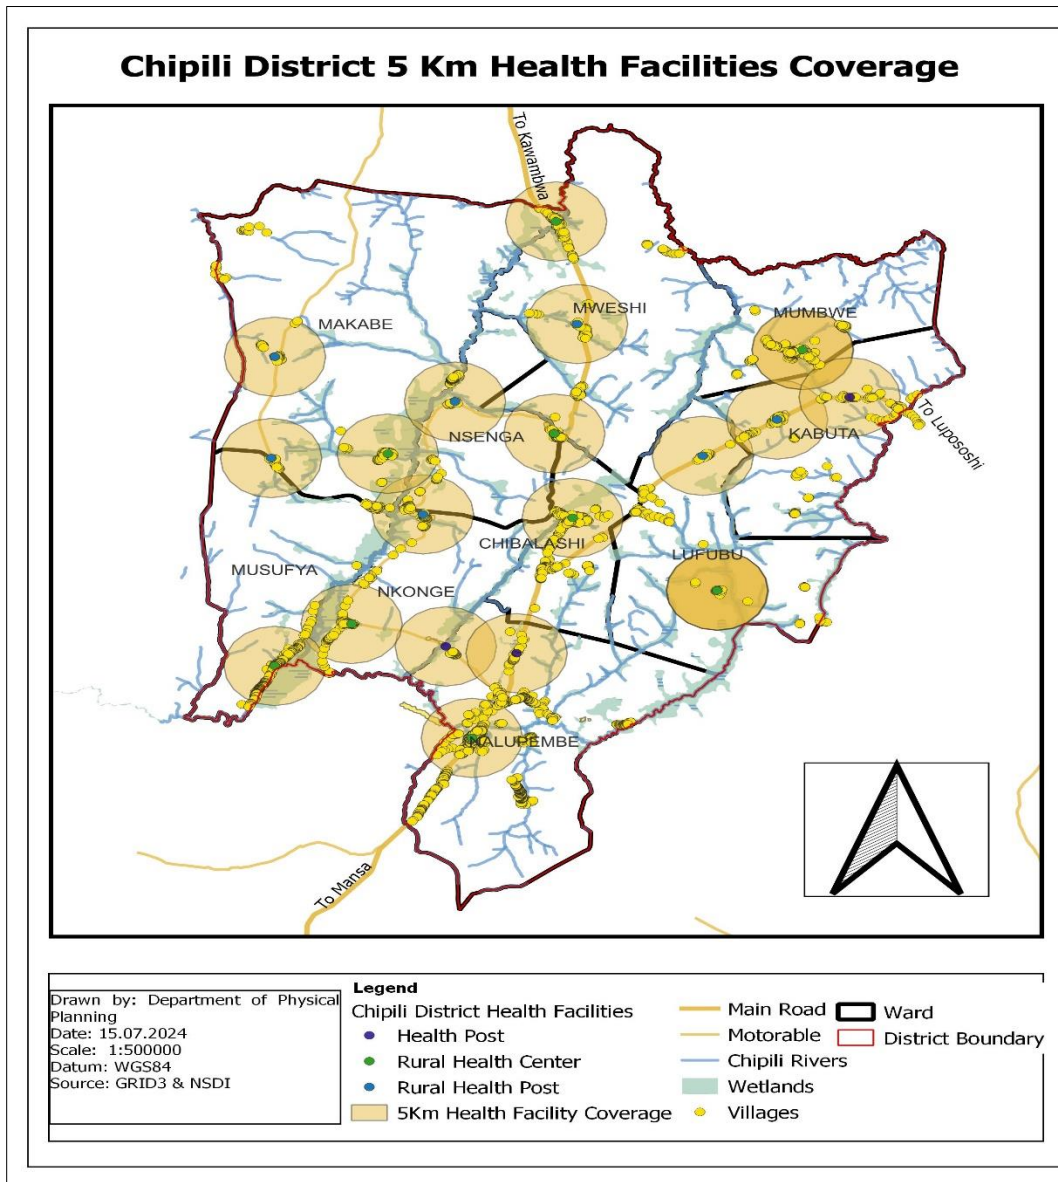 Chipili District 5 Km Health Facilities Coverage
To Kawambwa
MWESHI
MAKABE
MUMBWE
To Lupososhi
NSENGA
KABUTA
CHIBALASHI
LUFUBU
MUSUFYA
NKONGE
NALUPEMBE
To Mansa
Drawn by: Department of Physical
Planning
Date: 15.07.2024
Scale: 1:500000
Datum: WGS84
Source: GRID3 & NSDI
Legend
Chipili District Health Facilities
Health Post
Rural Health Center
Rural Health Post
5Km Health Facility Coverage
Main Road
Motorable
Chipili Rivers
Wetlands
Villages
Ward
District Boundary